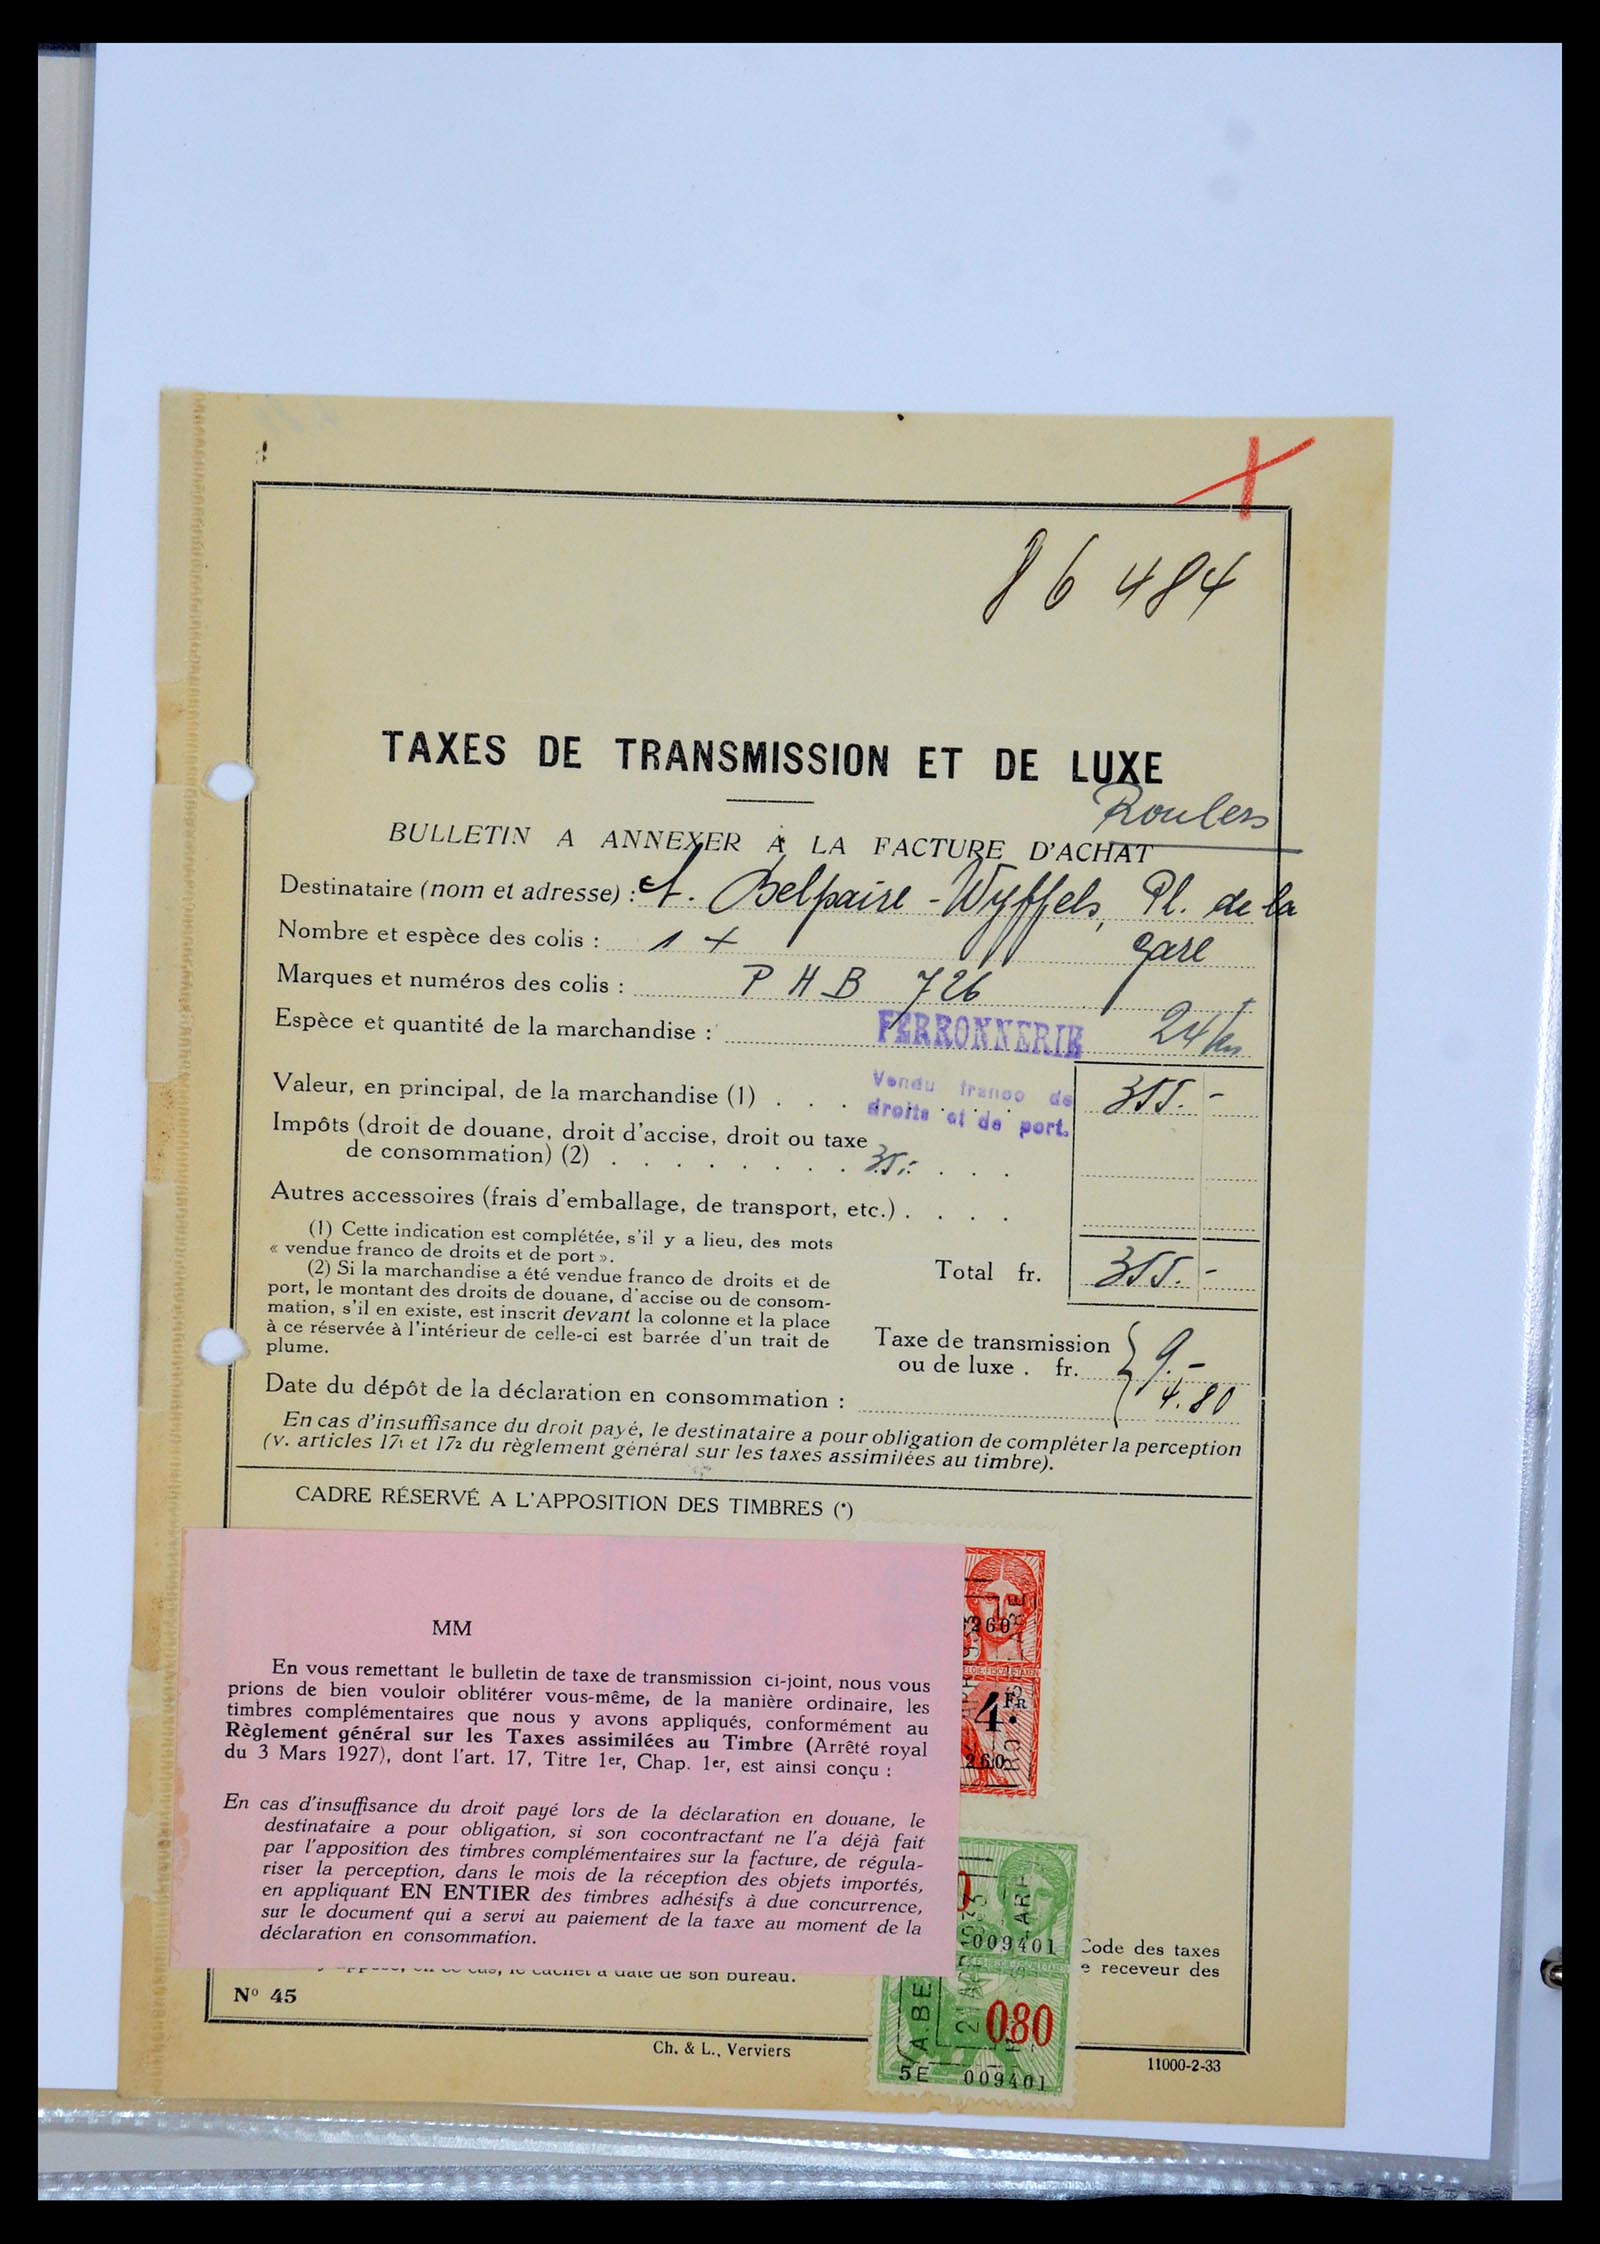 86484
TAXES DE TRANSMISSION ET DE LUXE
Roulers
BULLETIN A ANNEXER A LA FACTURE D'ACHAT
Destinataire (nom et adresse) : A. Belpaire - Wyffels, Pl. de la
gare
Nombre et espèce des colis : 1 +
Marques et numéros des colis : P H B 726
Espèce et quantité de la marchandise : FERRONNERIE 24
Valeur, en principal, de la marchandise (1) . . . Vendu franco de droits et de port. 355.-
Impôts (droit de douane, droit d'accise, droit ou taxe
de consommation) (2) . . . . . . . . 35.- . . .
Autres accessoires (frais d'emballage, de transport, etc.) . . . .
(1) Cette indication est complétée, s'il y a lieu, des mots
« vendue franco de droits et de port ».
(2) Si la marchandise a été vendue franco de droits et de
port, le montant des droits de douane, d'accise ou de consom-
mation, s'il en existe, est inscrit devant la colonne et la place
à ce réservée à l'intérieur de celle-ci est barrée d'un trait de
plume.
Total fr. 355.-
Taxe de transmission
ou de luxe . fr. 9.-
4.80
Date du dépôt de la déclaration en consommation :
En cas d'insuffisance du droit payé, le destinataire a pour obligation de compléter la perception
(v. articles 17¹ et 17² du règlement général sur les taxes assimilées au timbre).
CADRE RÉSERVÉ A L'APPOSITION DES TIMBRES (*)
MM
En vous remettant le bulletin de taxe de transmission ci-joint, nous vous
prions de bien vouloir oblitérer vous-même, de la manière ordinaire, les
timbres complémentaires que nous y avons appliqués, conformément au
Règlement général sur les Taxes assimilées au Timbre (Arrêté royal
du 3 Mars 1927), dont l'art. 17, Titre 1er, Chap. 1er, est ainsi conçu :
En cas d'insuffisance du droit payé lors de la déclaration en douane, le
destinataire a pour obligation, si son cocontractant ne l'a déjà fait
par l'apposition des timbres complémentaires sur la facture, de régula-
riser la perception, dans le mois de la réception des objets importés,
en appliquant EN ENTIER des timbres adhésifs à due concurrence,
sur le document qui a servi au paiement de la taxe au moment de la
déclaration en consommation.
260
4 FR
260
009401
Code des taxes
e receveur des
cachet à date de son bureau.
080
A.BE
21
5E 009401
Nº 45
Ch. & L., Verviers
11000-2-33